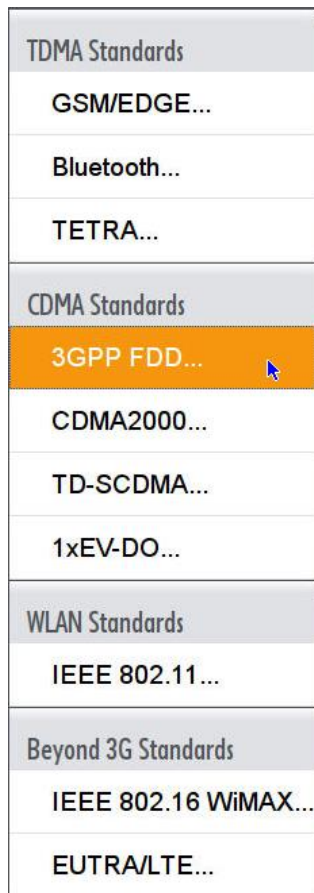 TDMA Standards
GSM/EDGE...
Bluetooth...
TETRA...
CDMA Standards
3GPP FDD...
CDMA2000...
TD-SCDMA...
1xEV-DO...
WLAN Standards
IEEE 802.11...
Beyond 3G Standards
IEEE 802.16 WiMAX...
EUTRA/LTE...